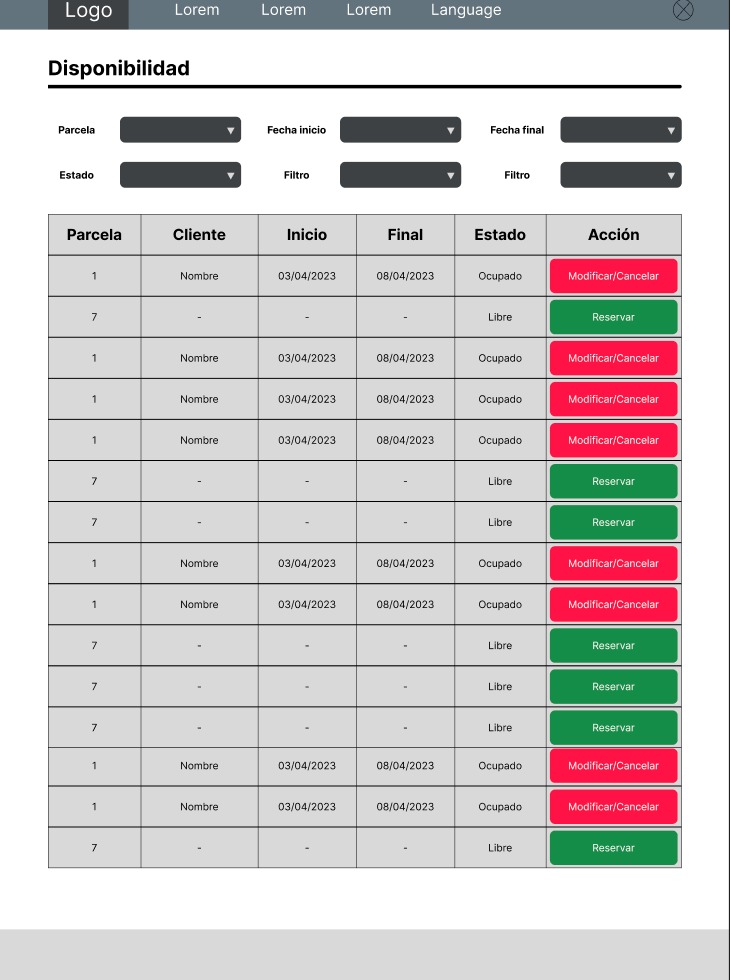 Logo Lorem Lorem Lorem Language
Disponibilidad
Parcela Fecha inicio Fecha final
Estado Filtro Filtro
Parcela Cliente Inicio Final Estado Acción
1 Nombre 03/04/2023 08/04/2023 Ocupado Modificar/Cancelar
7 - - - Libre Reservar
1 Nombre 03/04/2023 08/04/2023 Ocupado Modificar/Cancelar
1 Nombre 03/04/2023 08/04/2023 Ocupado Modificar/Cancelar
1 Nombre 03/04/2023 08/04/2023 Ocupado Modificar/Cancelar
7 - - - Libre Reservar
7 - - - Libre Reservar
1 Nombre 03/04/2023 08/04/2023 Ocupado Modificar/Cancelar
1 Nombre 03/04/2023 08/04/2023 Ocupado Modificar/Cancelar
7 - - - Libre Reservar
7 - - - Libre Reservar
7 - - - Libre Reservar
1 Nombre 03/04/2023 08/04/2023 Ocupado Modificar/Cancelar
1 Nombre 03/04/2023 08/04/2023 Ocupado Modificar/Cancelar
7 - - - Libre Reservar